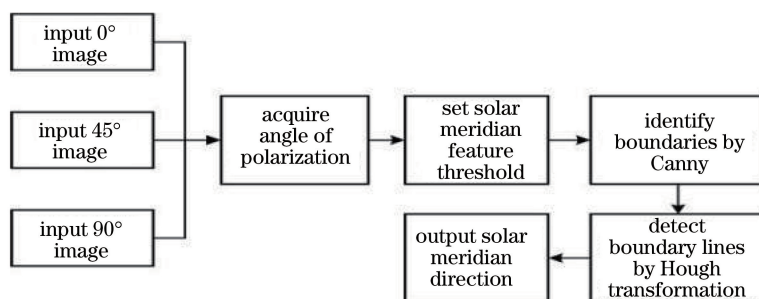 input 0°
image
input 45°
image
input 90°
image
acquire
angle of
polarization
set solar
meridian
feature
threshold
identify
boundaries by
Canny
detect
boundary lines
by Hough
transformation
output solar
meridian
direction